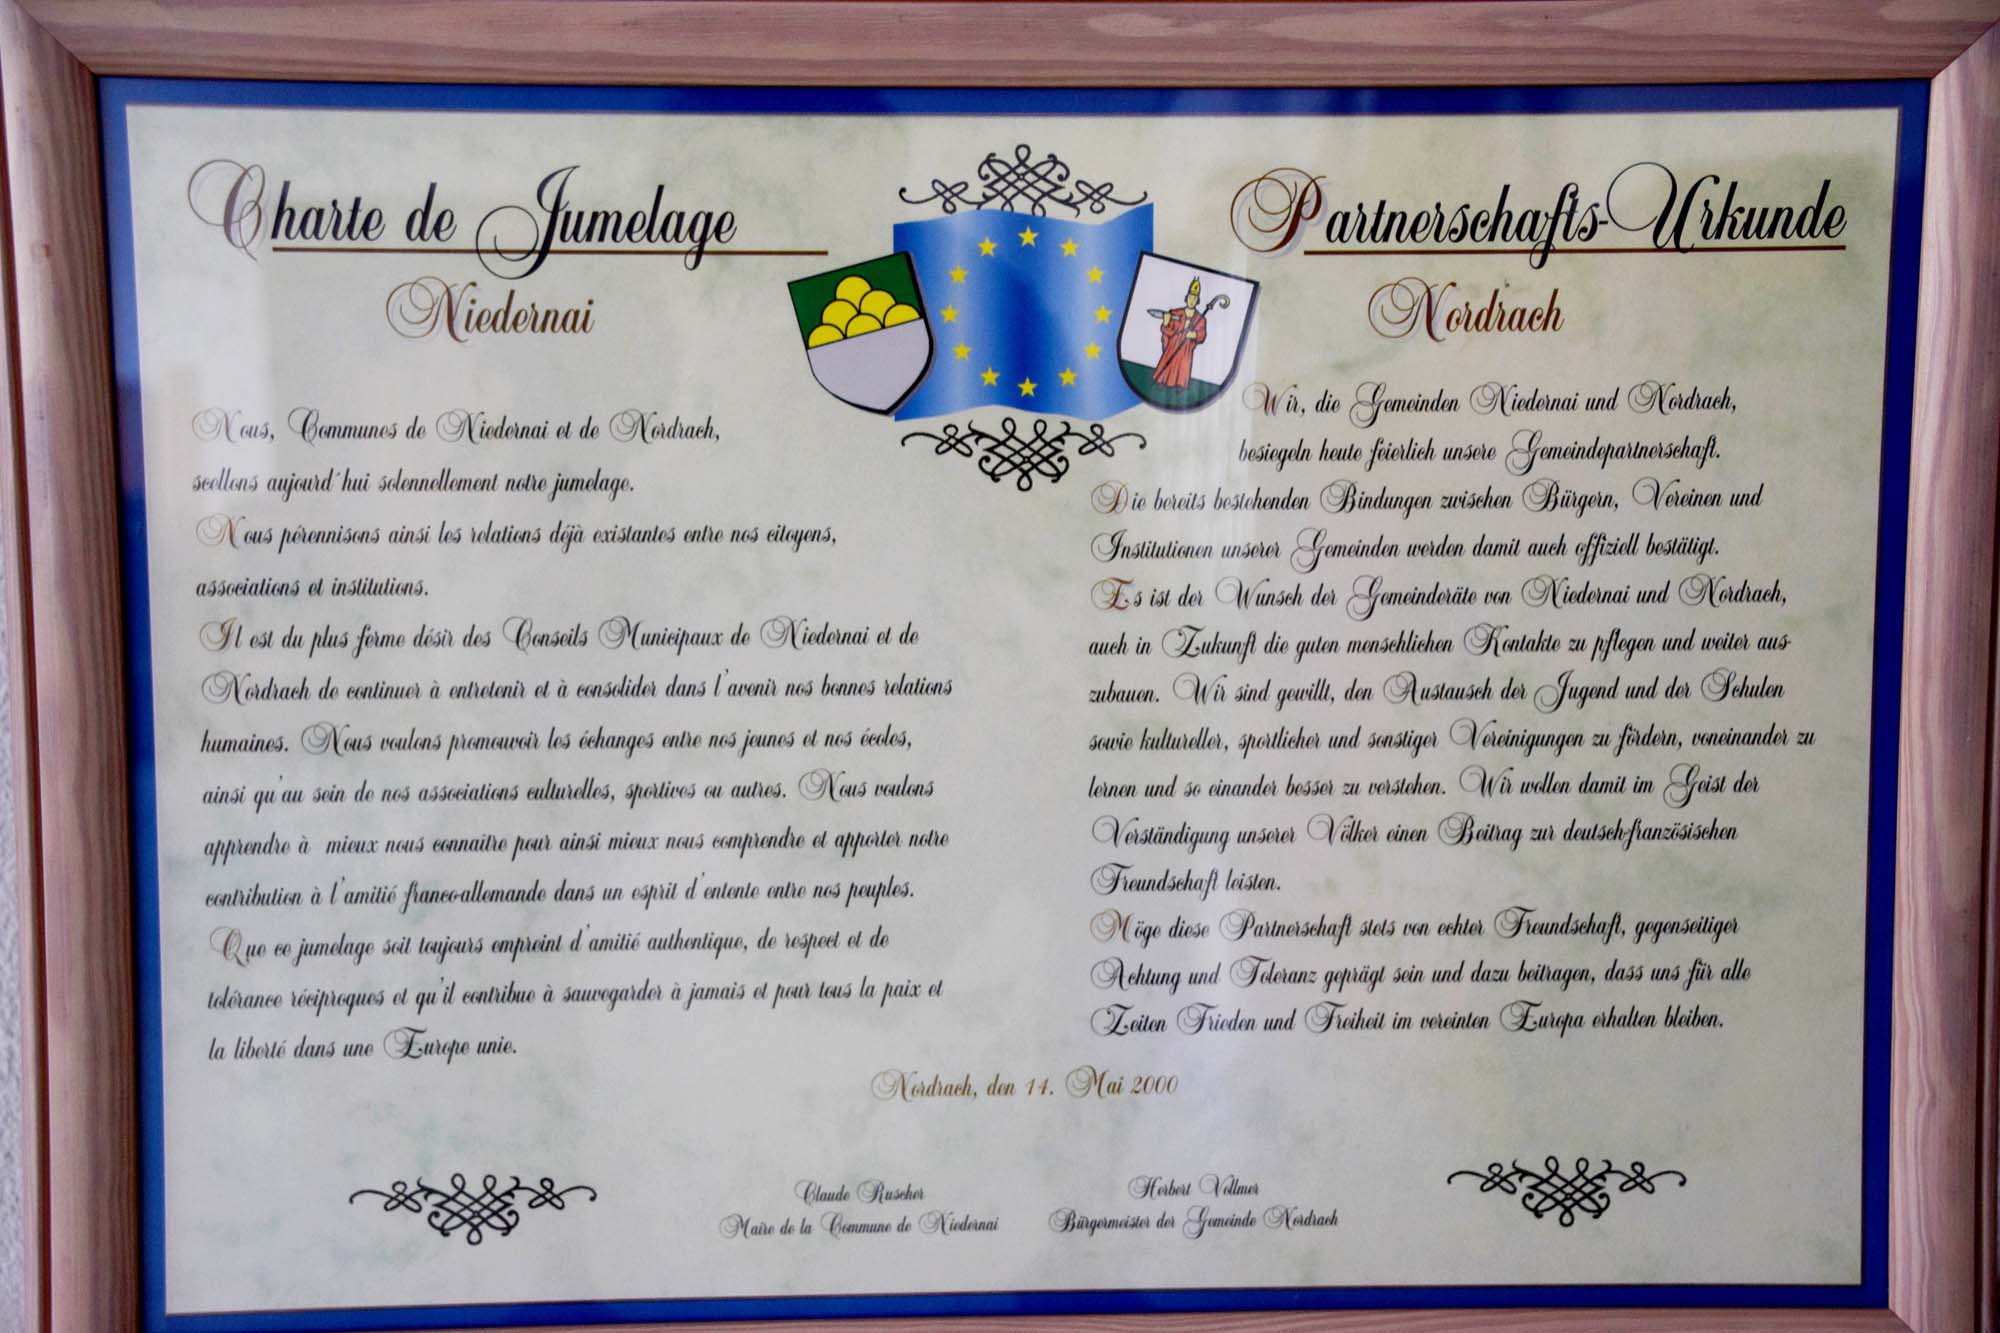 Charte de Jumelage
Niedernai
Nous, Communes de Niedernai et de Nordrach,
scellons aujourd'hui solennellement notre jumelage.
Nous pérennisons ainsi les relations déjà existantes entre nos citoyens,
associations et institutions.
Il est du plus ferme désir des Conseils Municipaux de Niedernai et de
Nordrach de continuer à entretenir et à consolider dans l'avenir nos bonnes relations
humaines. Nous voulons promouvoir les échanges entre nos jeunes et nos écoles,
ainsi qu'au sein de nos associations culturelles, sportives ou autres. Nous voulons
apprendre à mieux nous connaitre pour ainsi mieux nous comprendre et apporter notre
contribution à l'amitié franco-allemande dans un esprit d'entente entre nos peuples.
Que ce jumelage soit toujours empreint d'amitié authentique, de respect et de
tolérance réciproques et qu'il contribue à sauvegarder à jamais et pour tous la paix et
la liberté dans une Europe unie.
Partnerschafts-Urkunde
Nordrach
Wir, die Gemeinden Niedernai und Nordrach,
besiegeln heute feierlich unsere Gemeindepartnerschaft.
Die bereits bestehenden Bindungen zwischen Bürgern, Vereinen und
Institutionen unserer Gemeinden werden damit auch offiziell bestätigt.
Es ist der Wunsch der Gemeinderäte von Niedernai und Nordrach,
auch in Zukunft die guten menschlichen Kontakte zu pflegen und weiter aus-
zubauen. Wir sind gewillt, den Austausch der Jugend und der Schulen
sowie kultureller, sportlicher und sonstiger Vereinigungen zu fördern, voneinander zu
lernen und so einander besser zu verstehen. Wir wollen damit im Geist der
Verständigung unserer Völker einen Beitrag zur deutsch-französischen
Freundschaft leisten.
Möge diese Partnerschaft stets von echter Freundschaft, gegenseitiger
Achtung und Toleranz geprägt sein und dazu beitragen, dass uns für alle
Zeiten Frieden und Freiheit im vereinten Europa erhalten bleiben.
Nordrach, den 14. Mai 2000
Claude Ruscher
Maire de la Commune de Niedernai
Herbert Vollmer
Bürgermeister der Gemeinde Nordrach